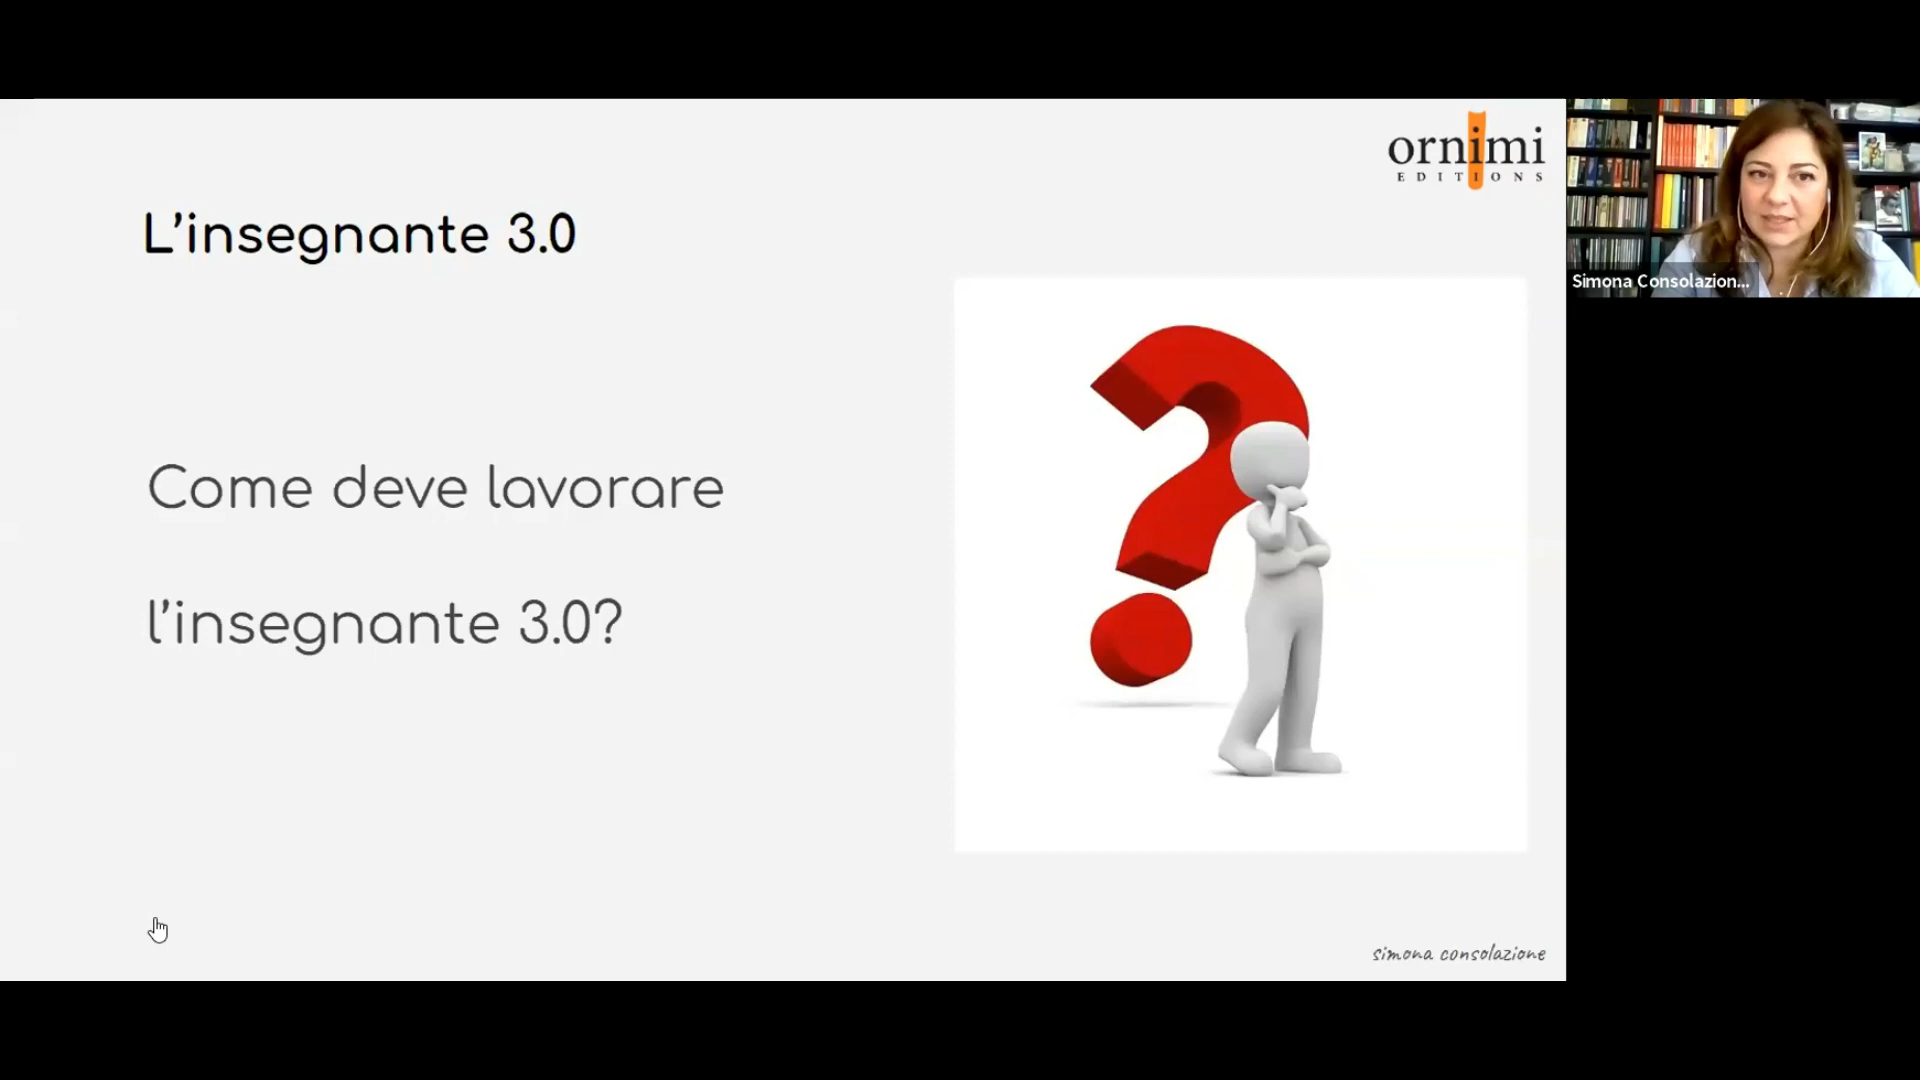 ornimi
EDITIONS
L'insegnante 3.0
Simona Consolazion...
Come deve lavorare
l'insegnante 3.0?
simona consolazione